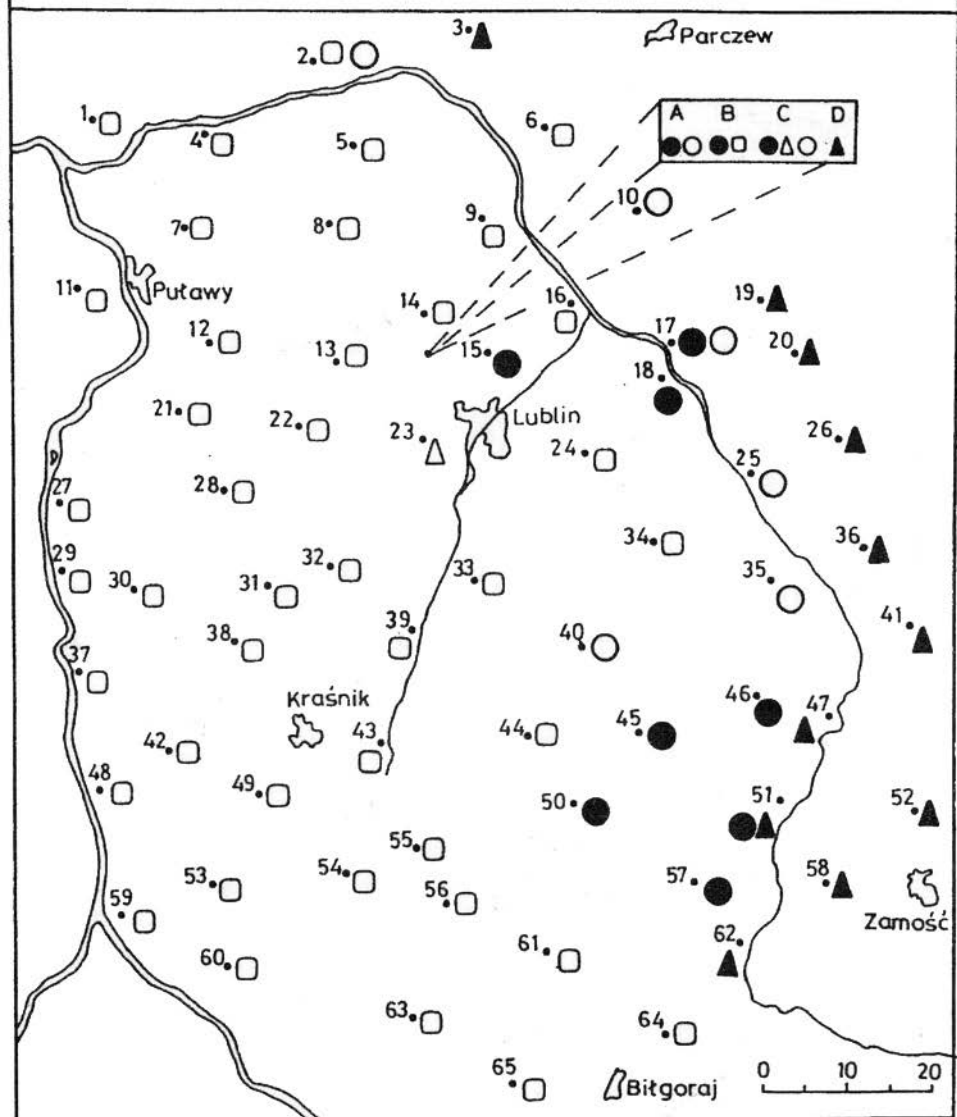 3 Parczew
2
1 4 5 6
A B C D
7 8 9 10
11 Puławy
12 13 14 15 16 17 18 19 20
21 22 23 Lublin 24 25 26
27 28
29 30 31 32 33 34 35 36
37 38 39 40 41
Kraśnik
42 43 44 45 46 47
48 49 50 51 52
53 54 55 56 57 58
Zamość
59 60 61 62
63 64
65 Biłgoraj
0 10 20